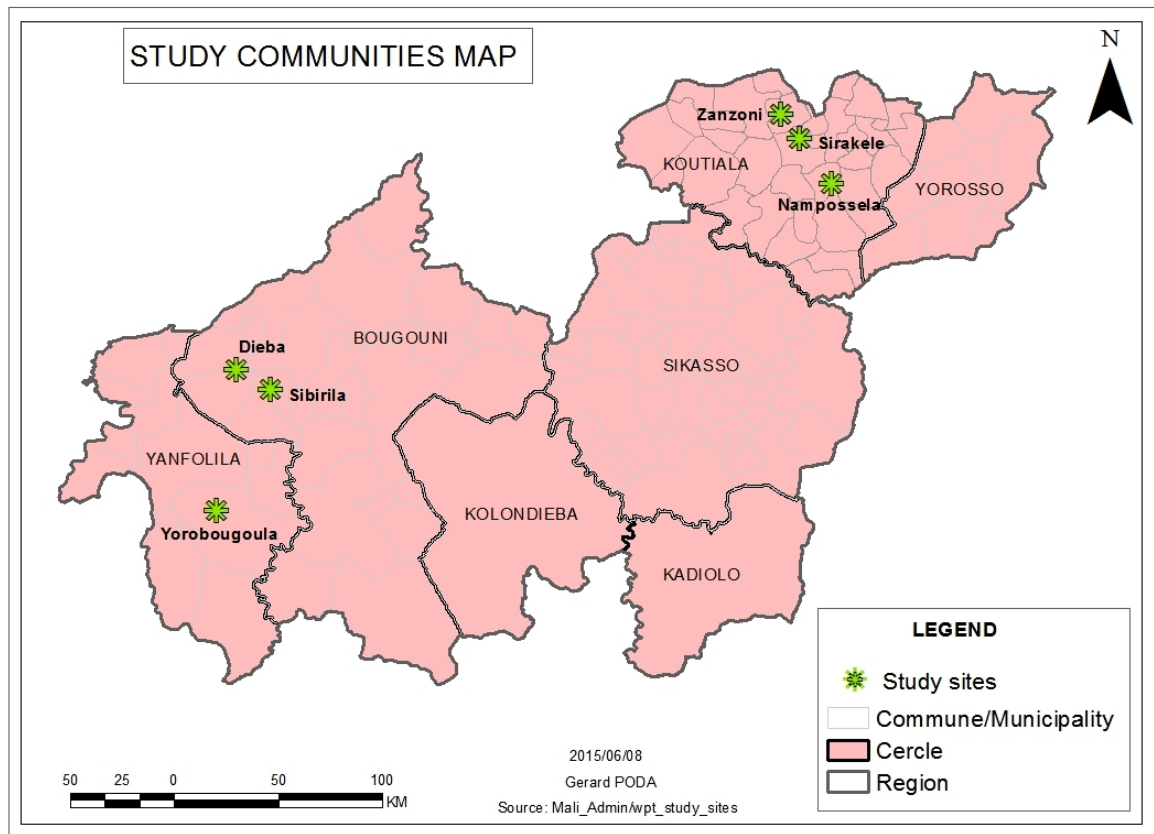 STUDY COMMUNITIES MAP
N
Zanzoni
Sirakele
KOUTIALA
Nampossela
YOROSSO
BOUGOUNI
Dieba
Sibirila
SIKASSO
YANFOLILA
Yorobougoula
KOLONDIEBA
KADIOLO
LEGEND
Study sites
Commune/Municipality
Cercle
Region
2015/06/08
Gerard PODA
Source: Mali_Admin/wpt_study_sites
50 25 0 50 100
KM